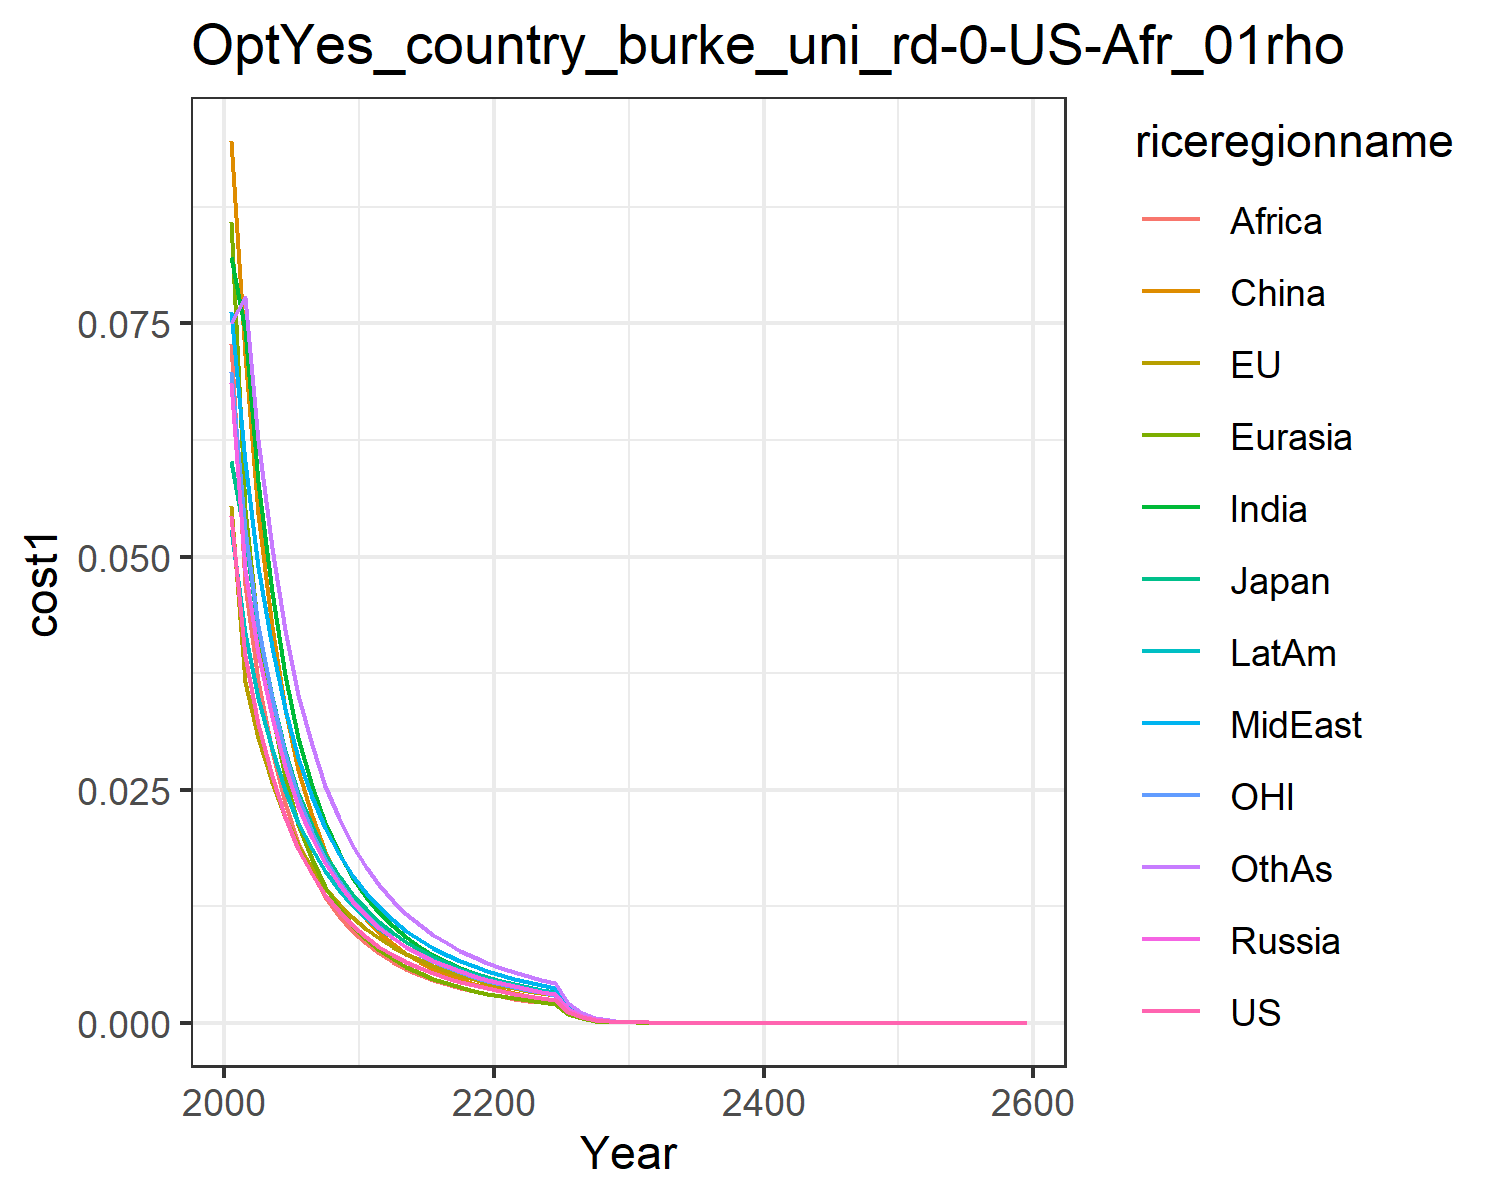 OptYes_country_burke_uni_rd-0-US-Afr_01rho
riceregionname
Africa
China
EU
Eurasia
India
Japan
LatAm
MidEast
OHI
OthAs
Russia
US
cost1
0.075
0.050
0.025
0.000
2000 2200 2400 2600
Year